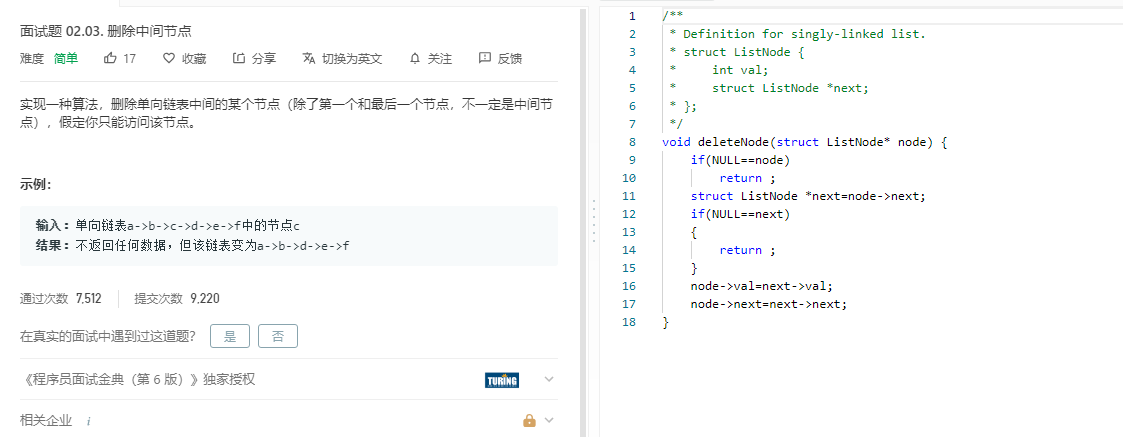 面试题 02.03. 删除中间节点
难度 简单 17 收藏 分享 切换为英文 关注 反馈
实现一种算法，删除单向链表中间的某个节点（除了第一个和最后一个节点，不一定是中间节
点），假定你只能访问该节点。
示例：
输入：单向链表a->b->c->d->e->f中的节点c
结果：不返回任何数据，但该链表变为a->b->d->e->f
通过次数 7,512 提交次数 9,220
在真实的面试中遇到过这道题？ 是 否
《程序员面试金典（第 6 版）》独家授权 TURING
相关企业 i
1 /**
2  * Definition for singly-linked list.
3  * struct ListNode {
4  *     int val;
5  *     struct ListNode *next;
6  * };
7  */
8 void deleteNode(struct ListNode* node) {
9     if(NULL==node)
10         return ;
11     struct ListNode *next=node->next;
12     if(NULL==next)
13     {
14         return ;
15     }
16     node->val=next->val;
17     node->next=next->next;
18 }